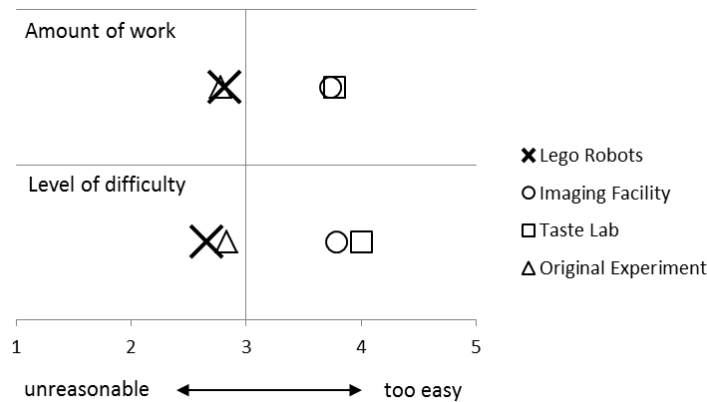 Amount of work
Level of difficulty
Lego Robots
Imaging Facility
Taste Lab
Original Experiment
1 2 3 4 5
unreasonable too easy